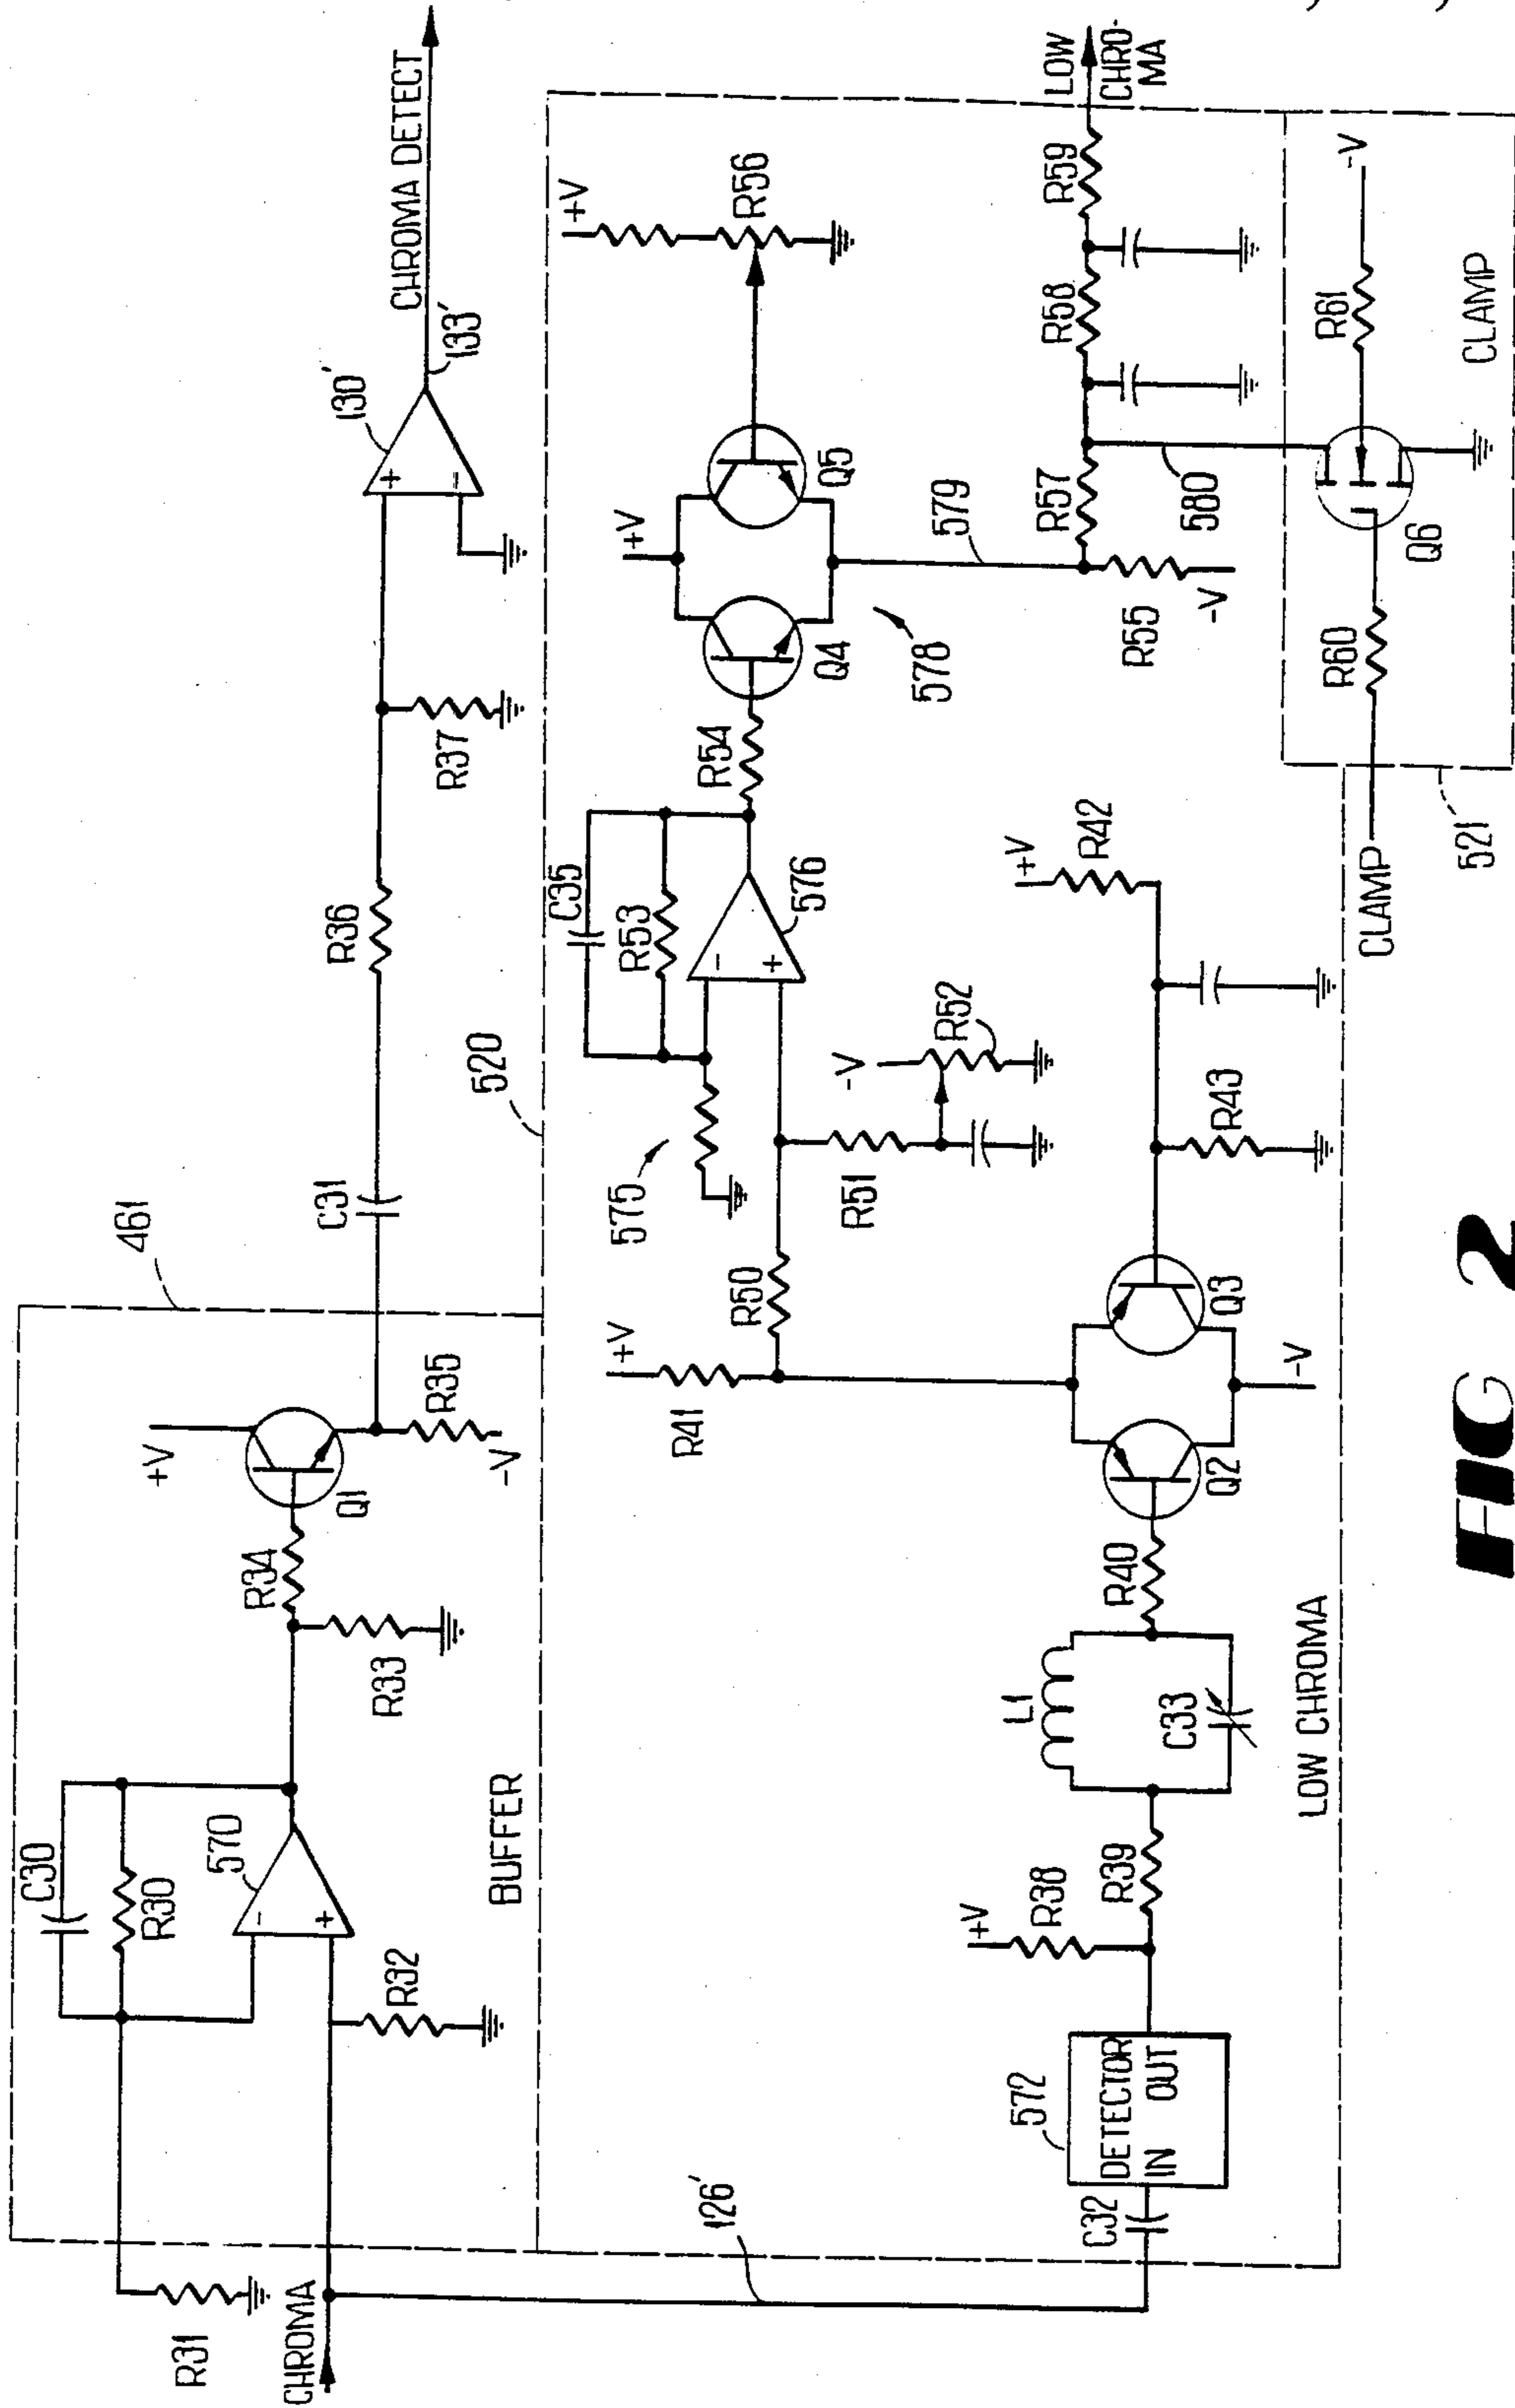 CHROMA DETECT
133'
130'
R36
R37
C31
461
+V
Q1
R35
-V
R34
R33
C30
R30
570
-
+
R32
BUFFER
R31
CHROMA
126'
520
+V
R56
Q5
+V
Q4
578
579
R54
C35
R53
-
+
576
575
R50
R51
-V
R52
+V
R41
LOW CHRO-
MA
R59
R58
R57
580
R55
-V
-V
R61
CLAMP
Q6
R60
CLAMP
521
+V
R42
R43
Q3
-V
Q2
R40
L1
C33
LOW CHROMA
+V
R38
R39
572
DETECTOR
IN OUT
C32
FIG 2